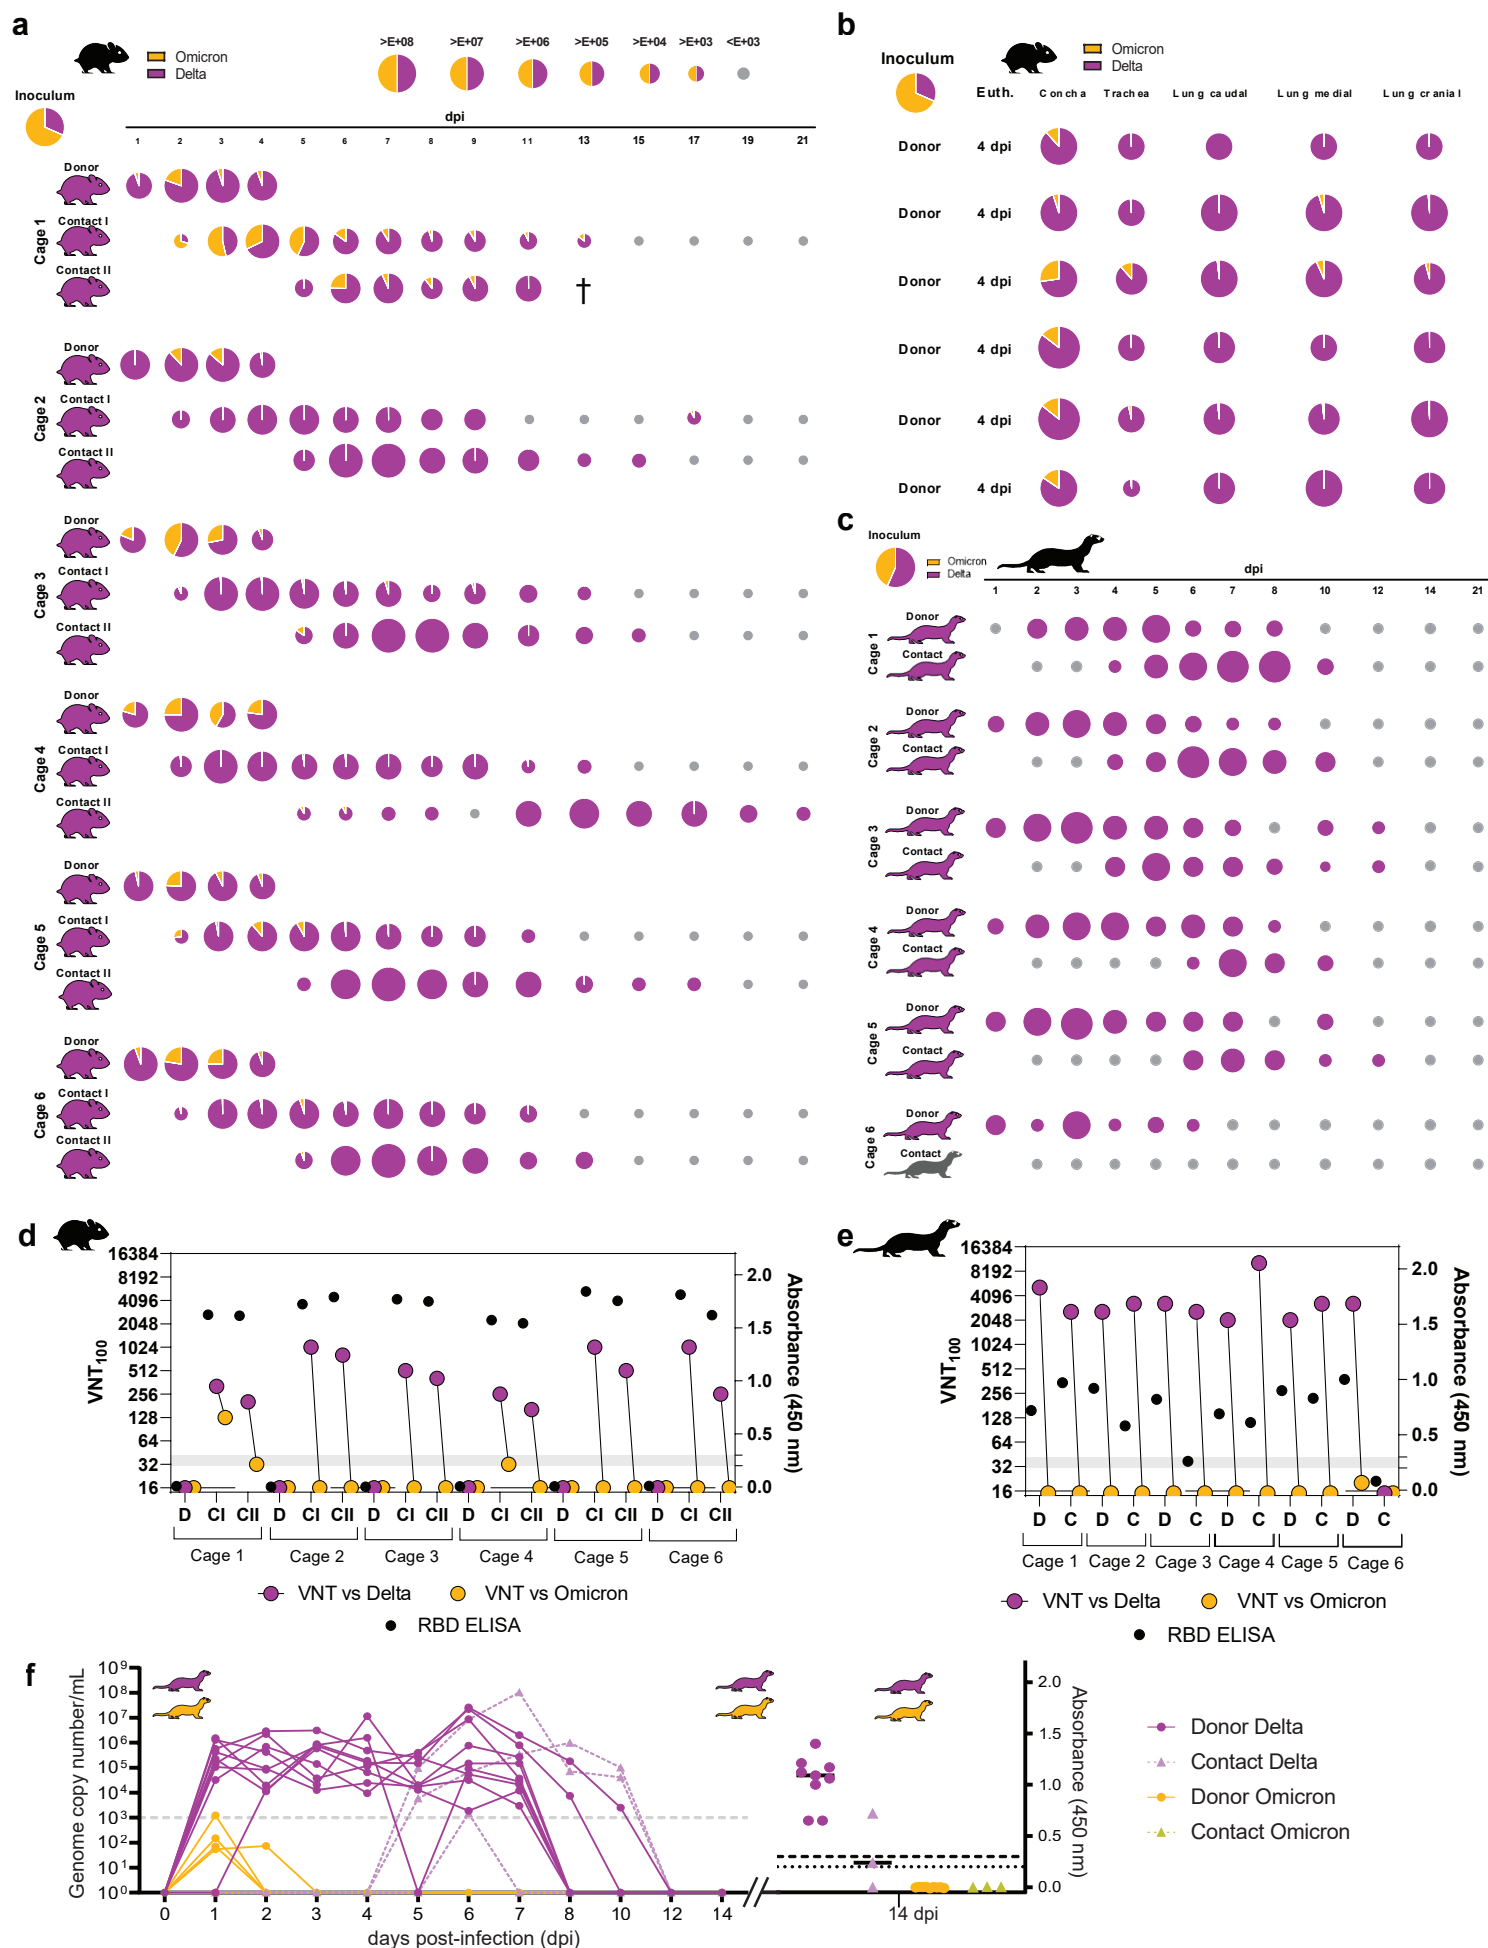 a
Omicron
Delta
>E+08 >E+07 >E+06 >E+05 >E+04 >E+03 <E+03
Inoculum
dpi
1 2 3 4 5 6 7 8 9 11 13 15 17 19 21
Cage 1
Donor
Contact I
Contact II
†
Cage 2
Donor
Contact I
Contact II
Cage 3
Donor
Contact I
Contact II
Cage 4
Donor
Contact I
Contact II
Cage 5
Donor
Contact I
Contact II
Cage 6
Donor
Contact I
Contact II
b
Omicron
Delta
Inoculum
Euth. Concha Trachea Lung caudal Lung medial Lung cranial
Donor 4 dpi
Donor 4 dpi
Donor 4 dpi
Donor 4 dpi
Donor 4 dpi
Donor 4 dpi
c
Inoculum
Omicron
Delta
dpi
1 2 3 4 5 6 7 8 10 12 14 21
Cage 1
Donor
Contact
Cage 2
Donor
Contact
Cage 3
Donor
Contact
Cage 4
Donor
Contact
Cage 5
Donor
Contact
Cage 6
Donor
Contact
d
VNT100
16384
8192
4096
2048
1024
512
256
128
64
32
16
2.0
1.5
1.0
0.5
0.0
Absorbance (450 nm)
D CI CII D CI CII D CI CII D CI CII D CI CII D CI CII
Cage 1 Cage 2 Cage 3 Cage 4 Cage 5 Cage 6
VNT vs Delta VNT vs Omicron
RBD ELISA
e
VNT100
16384
8192
4096
2048
1024
512
256
128
64
32
16
2.0
1.5
1.0
0.5
0.0
Absorbance (450 nm)
D C D C D C D C D C D C
Cage 1 Cage 2 Cage 3 Cage 4 Cage 5 Cage 6
VNT vs Delta VNT vs Omicron
RBD ELISA
f
Genome copy number/mL
10⁹
10⁸
10⁷
10⁶
10⁵
10⁴
10³
10²
10¹
10⁰
0 1 2 3 4 5 6 7 8 10 12 14
days post-infection (dpi)
14 dpi
2.0
1.5
1.0
0.5
0.0
Absorbance (450 nm)
Donor Delta
Contact Delta
Donor Omicron
Contact Omicron